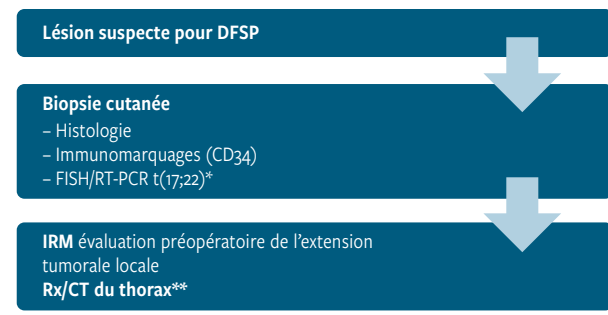 Lésion suspecte pour DFSP
Biopsie cutanée
– Histologie
– Immunomarquages (CD34)
– FISH/RT-PCR t(17;22)*
IRM évaluation préopératoire de l’extension
tumorale locale
Rx/CT du thorax**